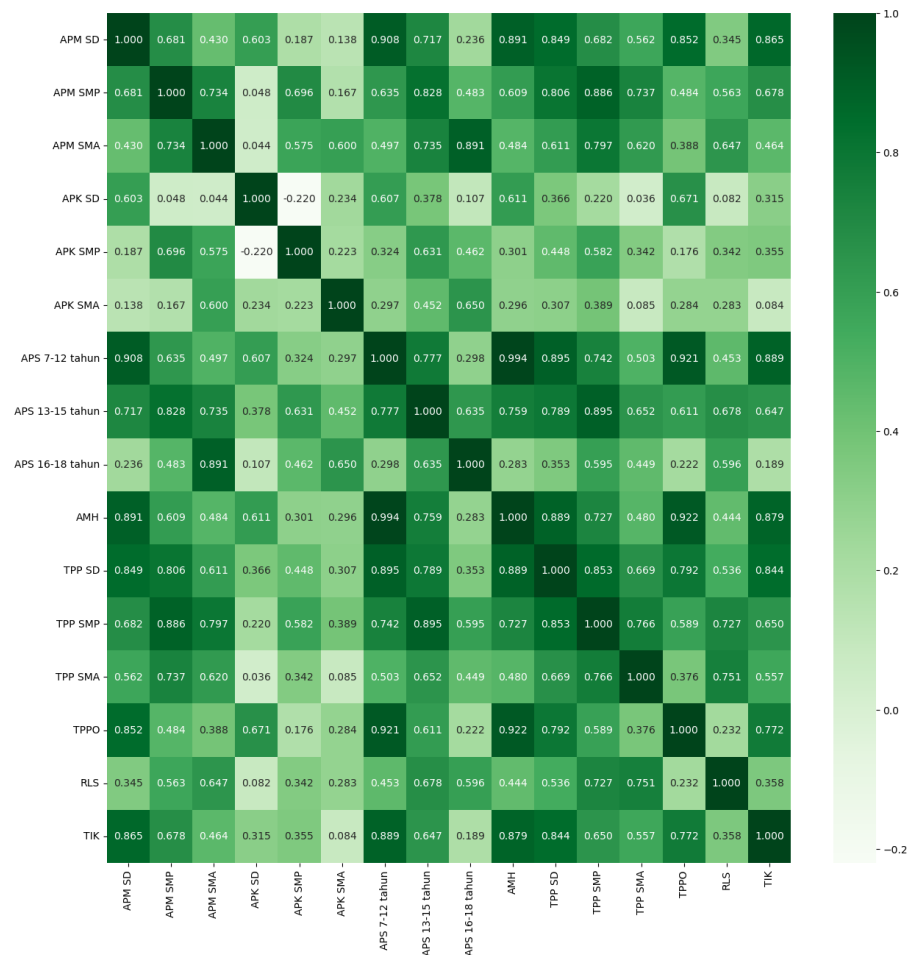 APM SD 1.000 0.681 0.430 0.603 0.187 0.138 0.908 0.717 0.236 0.891 0.849 0.682 0.562 0.852 0.345 0.865
APM SMP 0.681 1.000 0.734 0.048 0.696 0.167 0.635 0.828 0.483 0.609 0.806 0.886 0.737 0.484 0.563 0.678
APM SMA 0.430 0.734 1.000 0.044 0.575 0.600 0.497 0.735 0.891 0.484 0.611 0.797 0.620 0.388 0.647 0.464
APK SD 0.603 0.048 0.044 1.000 -0.220 0.234 0.607 0.378 0.107 0.611 0.366 0.220 0.036 0.671 0.082 0.315
APK SMP 0.187 0.696 0.575 -0.220 1.000 0.223 0.324 0.631 0.462 0.301 0.448 0.582 0.342 0.176 0.342 0.355
APK SMA 0.138 0.167 0.600 0.234 0.223 1.000 0.297 0.452 0.650 0.296 0.307 0.389 0.085 0.284 0.283 0.084
APS 7-12 tahun 0.908 0.635 0.497 0.607 0.324 0.297 1.000 0.777 0.298 0.994 0.895 0.742 0.503 0.921 0.453 0.889
APS 13-15 tahun 0.717 0.828 0.735 0.378 0.631 0.452 0.777 1.000 0.635 0.759 0.789 0.895 0.652 0.611 0.678 0.647
APS 16-18 tahun 0.236 0.483 0.891 0.107 0.462 0.650 0.298 0.635 1.000 0.283 0.353 0.595 0.449 0.222 0.596 0.189
AMH 0.891 0.609 0.484 0.611 0.301 0.296 0.994 0.759 0.283 1.000 0.889 0.727 0.480 0.922 0.444 0.879
TPP SD 0.849 0.806 0.611 0.366 0.448 0.307 0.895 0.789 0.353 0.889 1.000 0.853 0.669 0.792 0.536 0.844
TPP SMP 0.682 0.886 0.797 0.220 0.582 0.389 0.742 0.895 0.595 0.727 0.853 1.000 0.766 0.589 0.727 0.650
TPP SMA 0.562 0.737 0.620 0.036 0.342 0.085 0.503 0.652 0.449 0.480 0.669 0.766 1.000 0.376 0.751 0.557
TPPO 0.852 0.484 0.388 0.671 0.176 0.284 0.921 0.611 0.222 0.922 0.792 0.589 0.376 1.000 0.232 0.772
RLS 0.345 0.563 0.647 0.082 0.342 0.283 0.453 0.678 0.596 0.444 0.536 0.727 0.751 0.232 1.000 0.358
TIK 0.865 0.678 0.464 0.315 0.355 0.084 0.889 0.647 0.189 0.879 0.844 0.650 0.557 0.772 0.358 1.000
APM SD
APM SMP
APM SMA
APK SD
APK SMP
APK SMA
APS 7-12 tahun
APS 13-15 tahun
APS 16-18 tahun
AMH
TPP SD
TPP SMP
TPP SMA
TPPO
RLS
TIK
1.0
0.8
0.6
0.4
0.2
0.0
−0.2